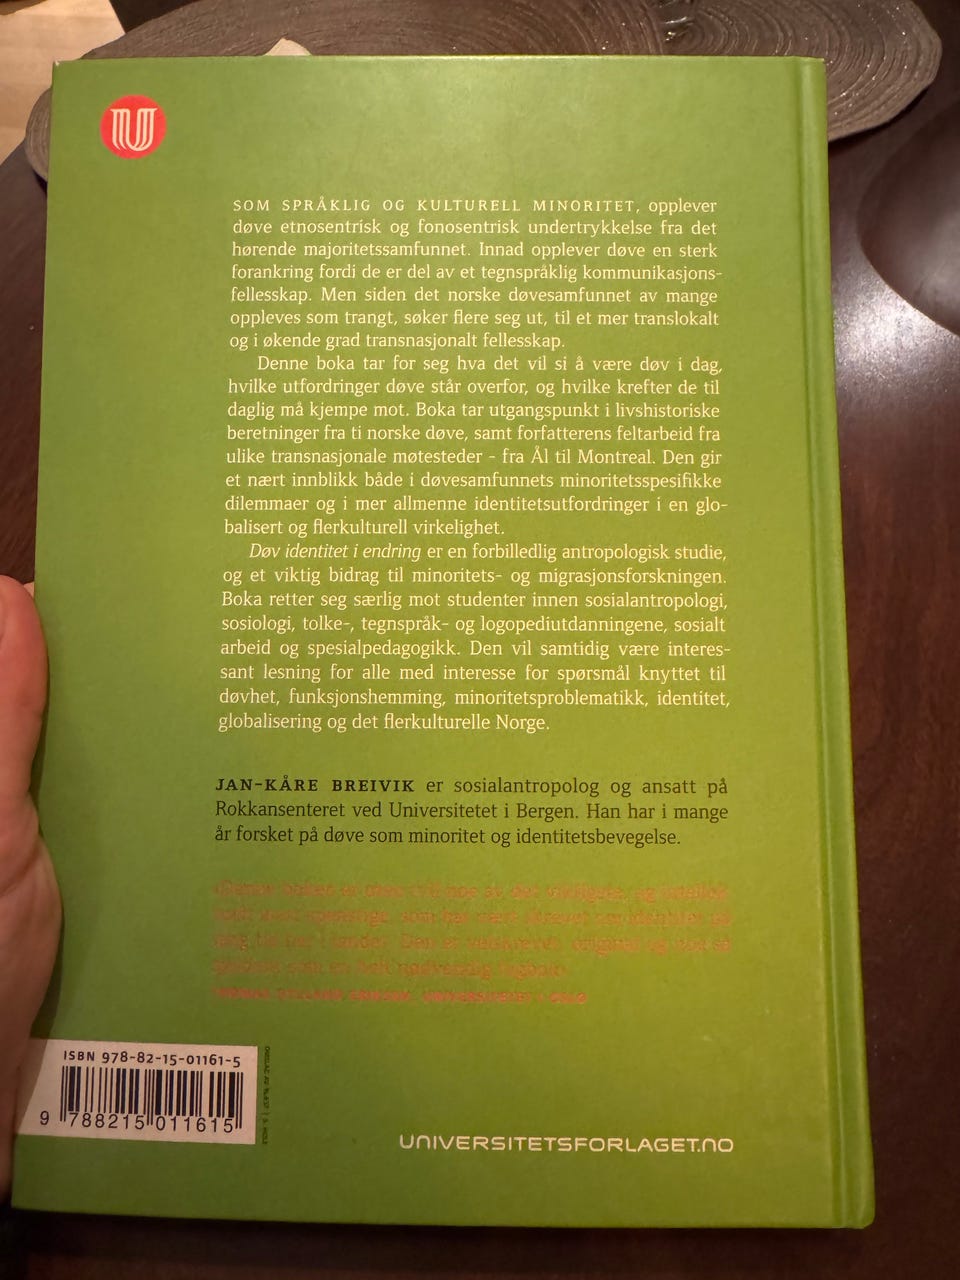 U
SOM SPRÅKLIG OG KULTURELL MINORITET, opplever
døve etnosentrisk og fonosentrisk undertrykkelse fra det
hørende majoritetssamfunnet. Innad opplever døve en sterk
forankring fordi de er del av et tegnspråklig kommunikasjons-
fellesskap. Men siden det norske døvesamfunnet av mange
oppleves som trangt, søker flere seg ut, til et mer translokalt
og i økende grad transnasjonalt fellesskap.
Denne boka tar for seg hva det vil si å være døv i dag,
hvilke utfordringer døve står overfor, og hvilke krefter de til
daglig må kjempe mot. Boka tar utgangspunkt i livshistoriske
beretninger fra ti norske døve, samt forfatterens feltarbeid fra
ulike transnasjonale møtesteder - fra Ål til Montreal. Den gir
et nært innblikk både i døvesamfunnets minoritetsspesifikke
dilemmaer og i mer allmenne identitetsutfordringer i en glo-
balisert og flerkulturell virkelighet.
Døv identitet i endring er en forbilledlig antropologisk studie,
og et viktig bidrag til minoritets- og migrasjonsforskningen.
Boka retter seg særlig mot studenter innen sosialantropologi,
sosiologi, tolke-, tegnspråk- og logopediutdanningene, sosialt
arbeid og spesialpedagogikk. Den vil samtidig være interes-
sant lesning for alle med interesse for spørsmål knyttet til
døvhet, funksjonshemming, minoritetsproblematikk, identitet,
globalisering og det flerkulturelle Norge.
JAN-KÅRE BREIVIK er sosialantropolog og ansatt på
Rokkansenteret ved Universitetet i Bergen. Han har i mange
år forsket på døve som minoritet og identitetsbevegelse.
UNIVERSITETET I OSLO
ISBN 978-82-15-01161-5
9 788215 011615
UNIVERSITETSFORLAGET.NO